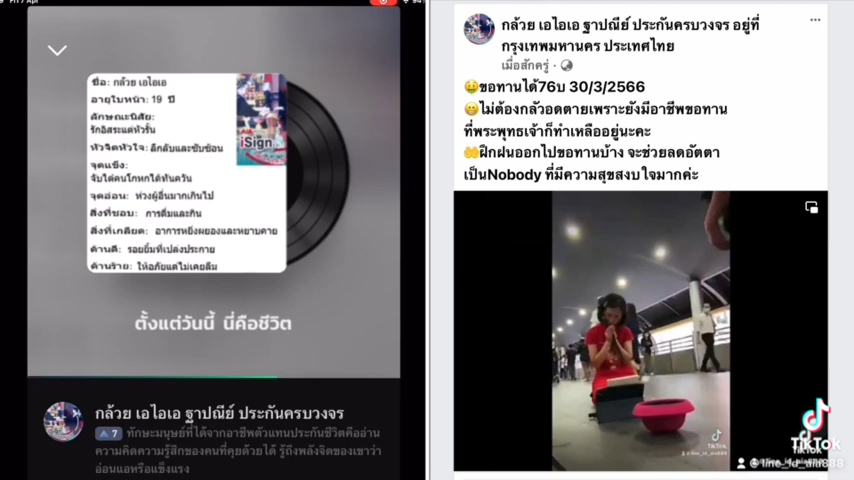 Fri 7 Apr
94%
ชื่อ: กล้วย เอไอเอ
อายุใบหน้า: 19 ปี
ลักษณะนิสัย:
รักอิสระแต่หัวรั้น
หัวจิตหัวใจ: ลึกลับและซับซ้อน
จุดแข็ง:
จับไต๋คนโกหกได้ทันควัน
จุดอ่อน: ห่วงผู้อื่นมากเกินไป
สิ่งที่ชอบ: การดื่มและกิน
สิ่งที่เกลียด: อาการหยิ่งผยองและหยาบคาย
ด้านดี: รอยยิ้มที่เปล่งประกาย
ด้านร้าย: ให้อภัยแต่ไม่เคยลืม
iSign
ตั้งแต่วันนี้ นี่คือชีวิต
กล้วย เอไอเอ ฐาปณีย์ ประกันครบวงจร
7 ทักษะมนุษย์ที่ได้จากอาชีพตัวแทนประกันชีวิตคืออ่าน
ความคิดความรู้สึกของคนที่คุยด้วยได้ รู้ถึงพลังจิตของเขาว่า
อ่อนแอหรือแข็งแรง
กล้วย เอไอเอ ฐาปณีย์ ประกันครบวงจร อยู่ที่
กรุงเทพมหานคร ประเทศไทย
เมื่อสักครู่
🤑ขอทานได้76บ 30/3/2566
😁ไม่ต้องกลัวอดตายเพราะยังมีอาชีพขอทาน
ที่พระพุทธเจ้าก็ทำเหลืออยู่นะคะ
🤲ฝึกฝนออกไปขอทานบ้าง จะช่วยลดอัตตา
เป็นNobody ที่มีความสุขสงบใจมากค่ะ
TikTok
TikTok